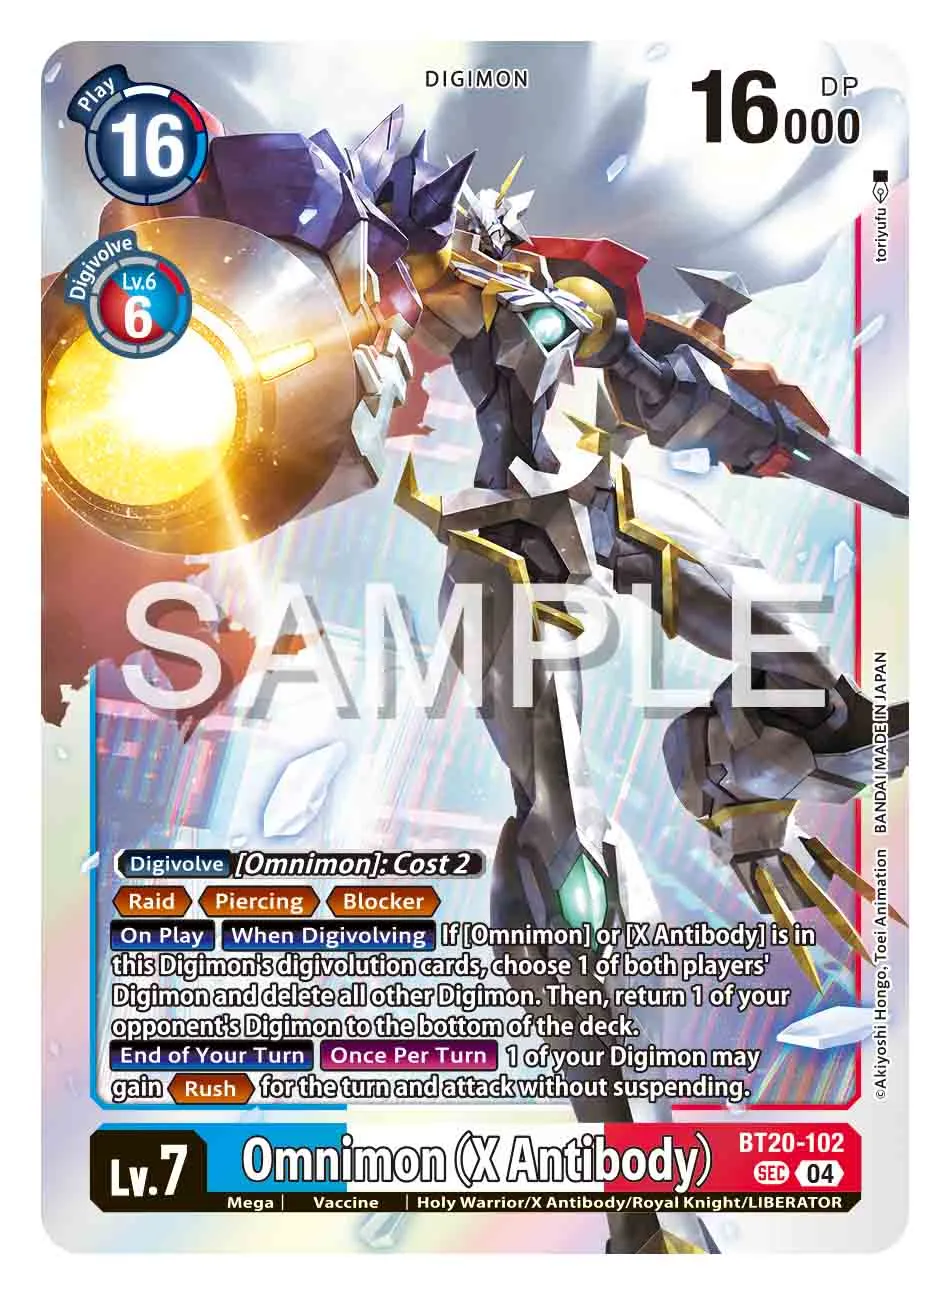 DIGIMON
Play
16
16000
DP
Digivolve
Lv.6
6
toriyufu
SAMPLE
BANDAI MADE IN JAPAN
©Akiyoshi Hongo, Toei Animation
Digivolve [Omnimon]: Cost 2
Raid Piercing Blocker
On Play When Digivolving If [Omnimon] or [X Antibody] is in
this Digimon's digivolution cards, choose 1 of both players'
Digimon and delete all other Digimon. Then, return 1 of your
opponent's Digimon to the bottom of the deck.
End of Your Turn Once Per Turn 1 of your Digimon may
gain Rush for the turn and attack without suspending.
Lv.7
Omnimon (X Antibody)
BT20-102
SEC 04
Mega | Vaccine | Holy Warrior/X Antibody/Royal Knight/LIBERATOR